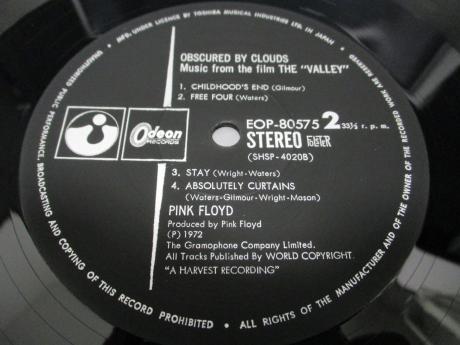 MFD. UNDER LICENCE BY TOSHIBA MUSICAL INDUSTRIES LTD. IN JAPAN
UNAUTHORIZED PUBLIC PERFORMANCE, BROADCASTING AND COPYING OF THIS RECORD PROHIBITED • ALL RIGHTS OF THE MANUFACTURER AND OF THE OWNER OF THE RECORDED WORK RESERVED
OBSCURED BY CLOUDS
Music from the film THE "VALLEY"
1. CHILDHOOD'S END (Gilmour)
2. FREE FOUR (Waters)
Odeon
RECORDS
EOP-80575 2 33⅓ r. p. m.
STEREO
(SHSP-4020B)
3. STAY (Wright-Waters)
4. ABSOLUTELY CURTAINS
(Waters-Gilmour-Wright-Mason)
PINK FLOYD
Produced by Pink Floyd
(P) 1972
The Gramophone Company Limited.
All Tracks Published By WORLD COPYRIGHT.
"A HARVEST RECORDING"